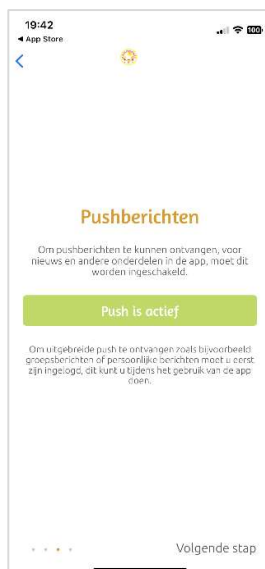 19:42
100
◀ App Store
Pushberichten
Om pushberichten te kunnen ontvangen, voor
nieuws en andere onderdelen in de app, moet dit
worden ingeschakeld.
Push is actief
Om uitgebreide push te ontvangen zoals bijvoorbeeld
groepsberichten of persoonlijke berichten moet u eerst
zijn ingelogd, dit kunt u tijdens het gebruik van de app
doen.
Volgende stap